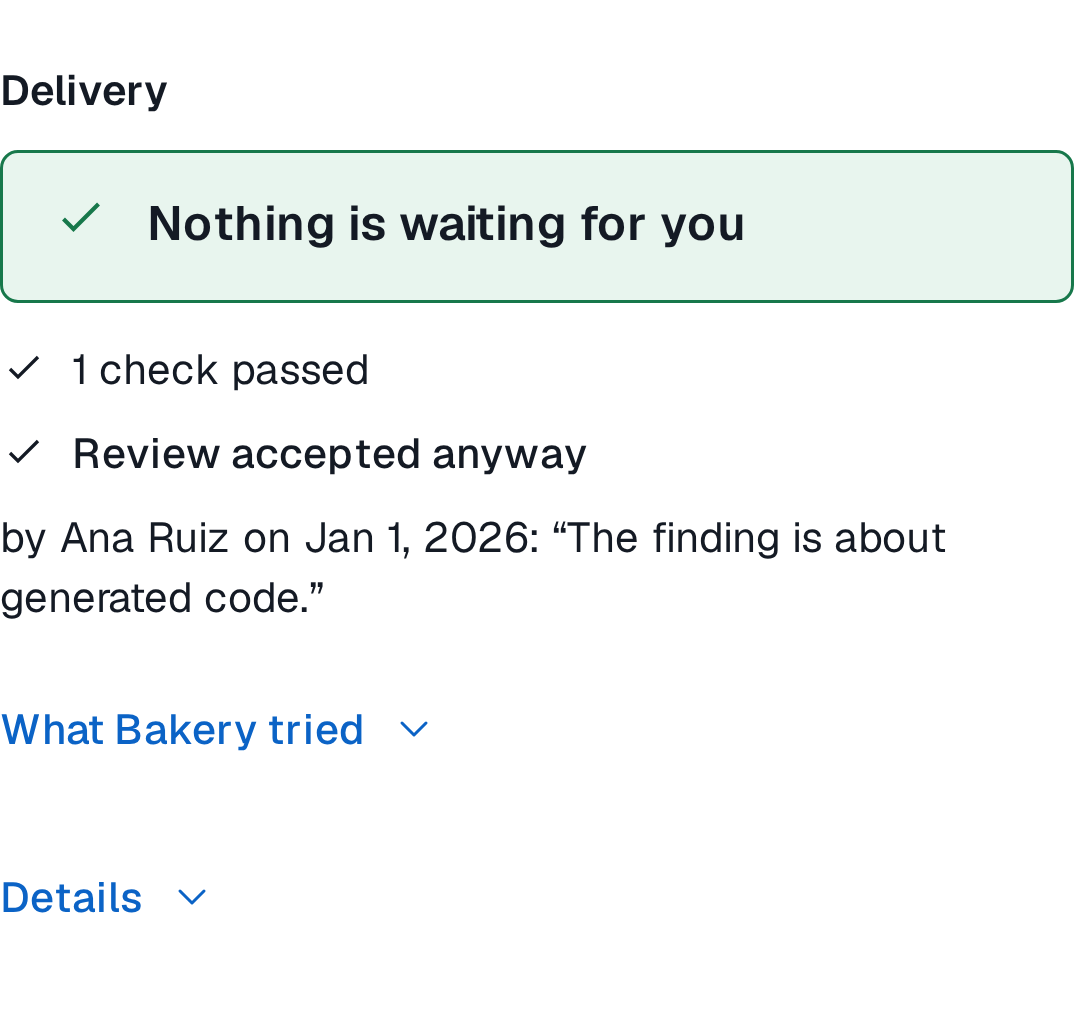 Delivery
Nothing is waiting for you
1 check passed
Review accepted anyway
by Ana Ruiz on Jan 1, 2026: “The finding is about
generated code.”
What Bakery tried
Details